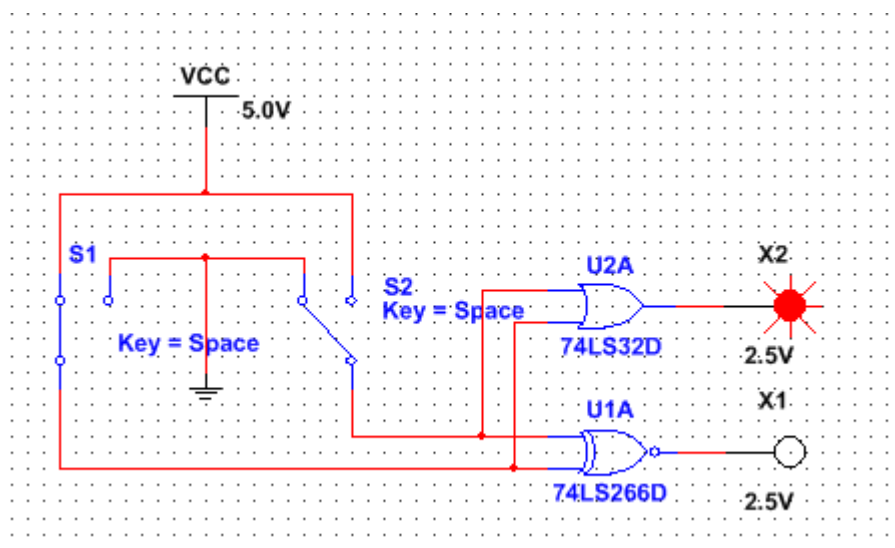 VCC
5.0V
S1
S2
Key = Space
Key = Space
U2A
74LS32D
X2
2.5V
X1
U1A
74LS266D
2.5V